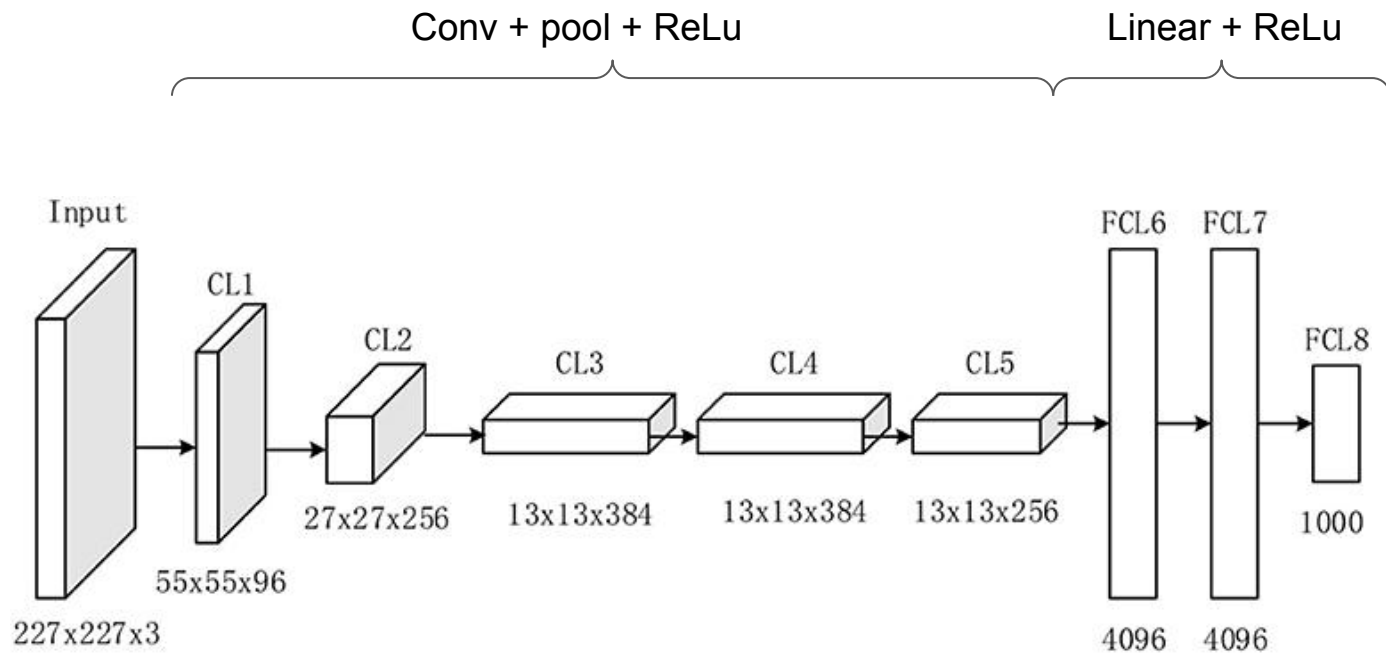 Conv + pool + ReLu
Linear + ReLu
Input
CL1
CL2
CL3
CL4
CL5
FCL6
FCL7
FCL8
227x227x3
55x55x96
27x27x256
13x13x384
13x13x384
13x13x256
4096
4096
1000